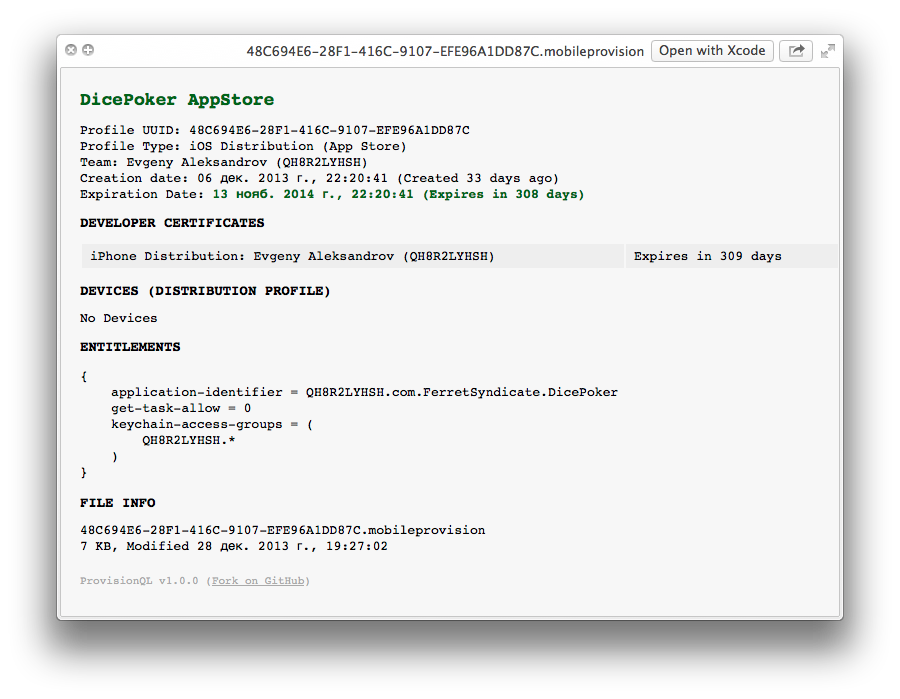 48C694E6-28F1-416C-9107-EFE96A1DD87C.mobileprovision Open with Xcode
DicePoker AppStore
Profile UUID: 48C694E6-28F1-416C-9107-EFE96A1DD87C
Profile Type: iOS Distribution (App Store)
Team: Evgeny Aleksandrov (QH8R2LYHSH)
Creation date: 06 дек. 2013 г., 22:20:41 (Created 33 days ago)
Expiration Date: 13 нояб. 2014 г., 22:20:41 (Expires in 308 days)
DEVELOPER CERTIFICATES
iPhone Distribution: Evgeny Aleksandrov (QH8R2LYHSH) Expires in 309 days
DEVICES (DISTRIBUTION PROFILE)
No Devices
ENTITLEMENTS
{
    application-identifier = QH8R2LYHSH.com.FerretSyndicate.DicePoker
    get-task-allow = 0
    keychain-access-groups = (
        QH8R2LYHSH.*
    )
}
FILE INFO
48C694E6-28F1-416C-9107-EFE96A1DD87C.mobileprovision
7 KB, Modified 28 дек. 2013 г., 19:27:02
ProvisionQL v1.0.0 (Fork on GitHub)